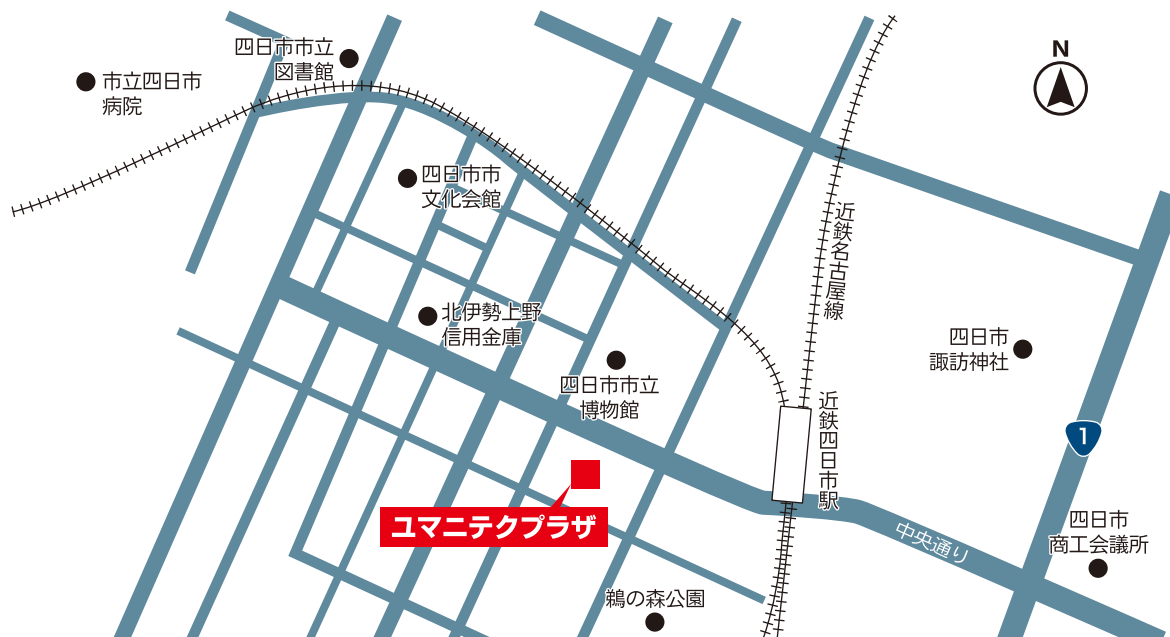 N
四日市市立
図書館
市立四日市
病院
四日市市
文化会館
近鉄名古屋線
北伊勢上野
信用金庫
四日市
諏訪神社
四日市市立
博物館
近鉄四日市駅
1
ユマニテクプラザ
中央通り
四日市
商工会議所
鵜の森公園